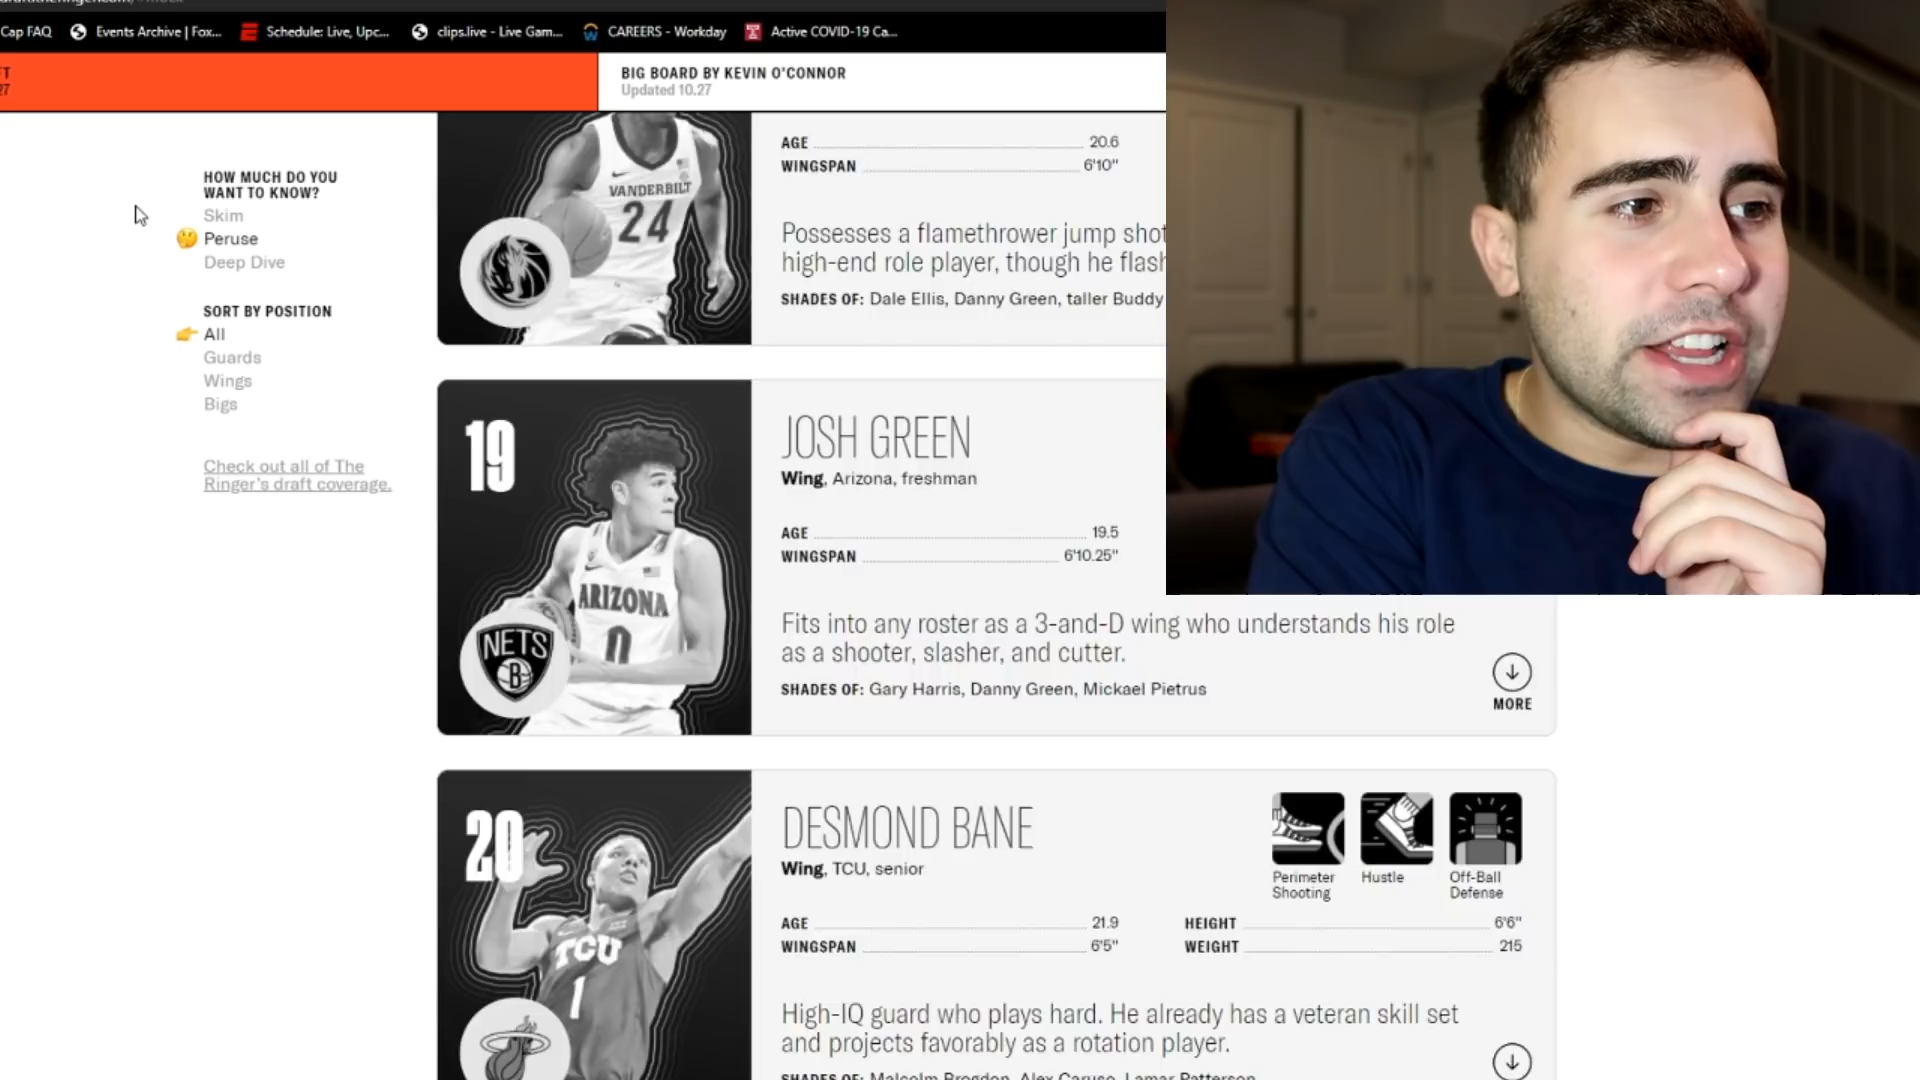 Cap FAQ
Events Archive | Fox...
Schedule: Live, Upc...
clips.live - Live Gam...
CAREERS - Workday
Active COVID-19 Ca...
BIG BOARD BY KEVIN O'CONNOR
Updated 10.27
HOW MUCH DO YOU
WANT TO KNOW?
Skim
Peruse
Deep Dive
SORT BY POSITION
All
Guards
Wings
Bigs
Check out all of The
Ringer's draft coverage.
VANDERBILT
24
AGE 20.6
WINGSPAN 6'10"
Possesses a flamethrower jump shot
high-end role player, though he flash
SHADES OF: Dale Ellis, Danny Green, taller Buddy
19
ARIZONA
0
NETS
B
JOSH GREEN
Wing, Arizona, freshman
AGE 19.5
WINGSPAN 6'10.25"
Fits into any roster as a 3-and-D wing who understands his role
as a shooter, slasher, and cutter.
SHADES OF: Gary Harris, Danny Green, Mickael Pietrus
MORE
20
TCU
1
DESMOND BANE
Wing, TCU, senior
Perimeter
Shooting
Hustle
Off-Ball
Defense
AGE 21.9
WINGSPAN 6'5"
HEIGHT 6'6"
WEIGHT 215
High-IQ guard who plays hard. He already has a veteran skill set
and projects favorably as a rotation player.
SHADES OF: Malcolm Brogdon, Alex Caruso, Lamar Patterson